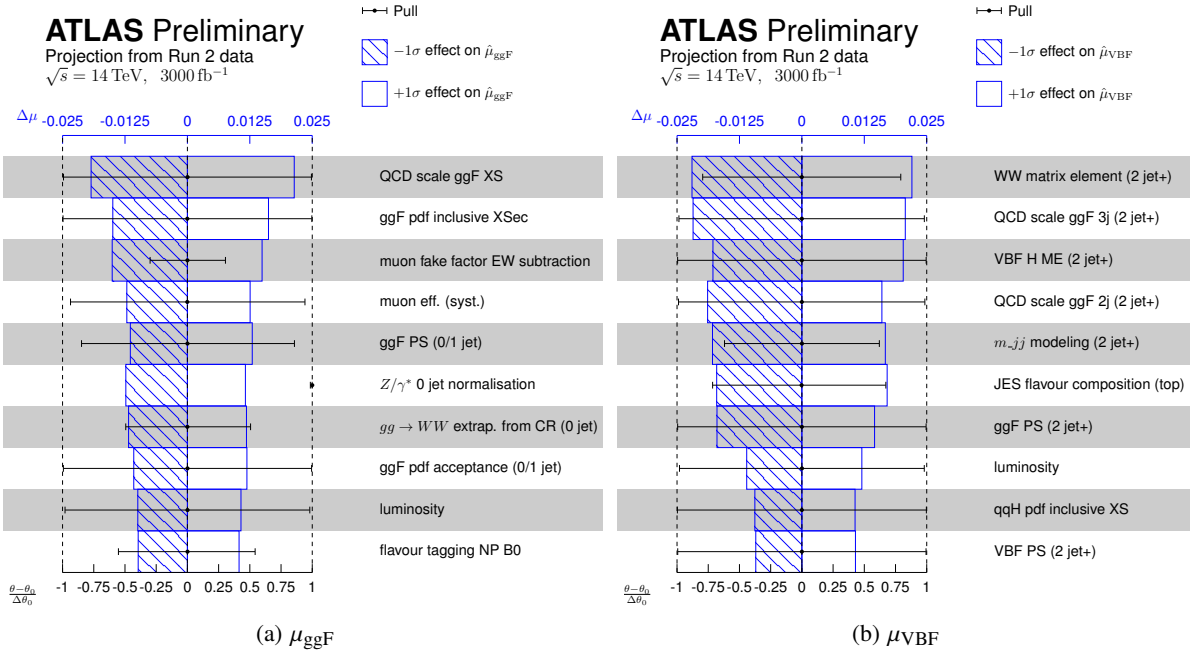 ATLAS Preliminary
Projection from Run 2 data
√s = 14 TeV, 3000 fb⁻¹
Pull
−1σ effect on μ̂ggF
+1σ effect on μ̂ggF
Δμ -0.025 -0.0125 0 0.0125 0.025
QCD scale ggF XS
ggF pdf inclusive XSec
muon fake factor EW subtraction
muon eff. (syst.)
ggF PS (0/1 jet)
Z/γ* 0 jet normalisation
gg → WW extrap. from CR (0 jet)
ggF pdf acceptance (0/1 jet)
luminosity
flavour tagging NP B0
θ−θ₀/Δθ₀ -1 -0.75 -0.5 -0.25 0 0.25 0.5 0.75 1
(a) μggF
ATLAS Preliminary
Projection from Run 2 data
√s = 14 TeV, 3000 fb⁻¹
Pull
−1σ effect on μ̂VBF
+1σ effect on μ̂VBF
Δμ -0.025 -0.0125 0 0.0125 0.025
WW matrix element (2 jet+)
QCD scale ggF 3j (2 jet+)
VBF H ME (2 jet+)
QCD scale ggF 2j (2 jet+)
m_jj modeling (2 jet+)
JES flavour composition (top)
ggF PS (2 jet+)
luminosity
qqH pdf inclusive XS
VBF PS (2 jet+)
θ−θ₀/Δθ₀ -1 -0.75 -0.5 -0.25 0 0.25 0.5 0.75 1
(b) μVBF